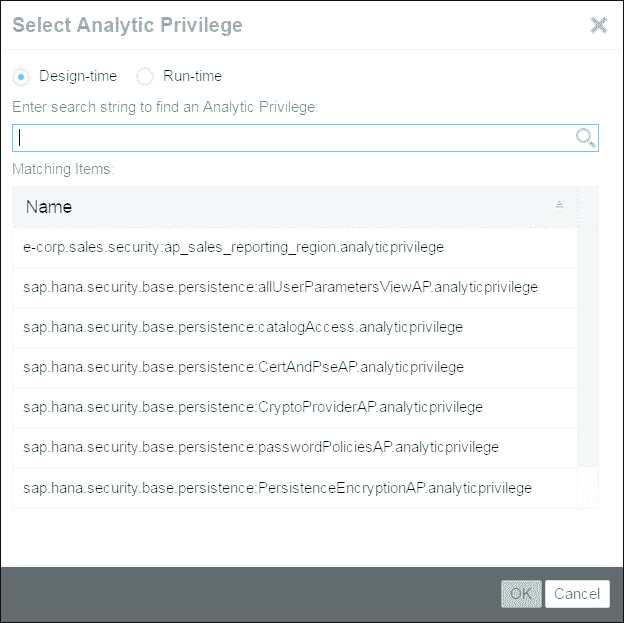 Select Analytic Privilege
Design-time Run-time
Enter search string to find an Analytic Privilege:
Matching Items:
Name
e-corp.sales.security:ap_sales_reporting_region.analyticprivilege
sap.hana.security.base.persistence:allUserParametersViewAP.analyticprivilege
sap.hana.security.base.persistence:catalogAccess.analyticprivilege
sap.hana.security.base.persistence:CertAndPseAP.analyticprivilege
sap.hana.security.base.persistence:CryptoProviderAP.analyticprivilege
sap.hana.security.base.persistence:passwordPoliciesAP.analyticprivilege
sap.hana.security.base.persistence:PersistenceEncryptionAP.analyticprivilege
OK Cancel